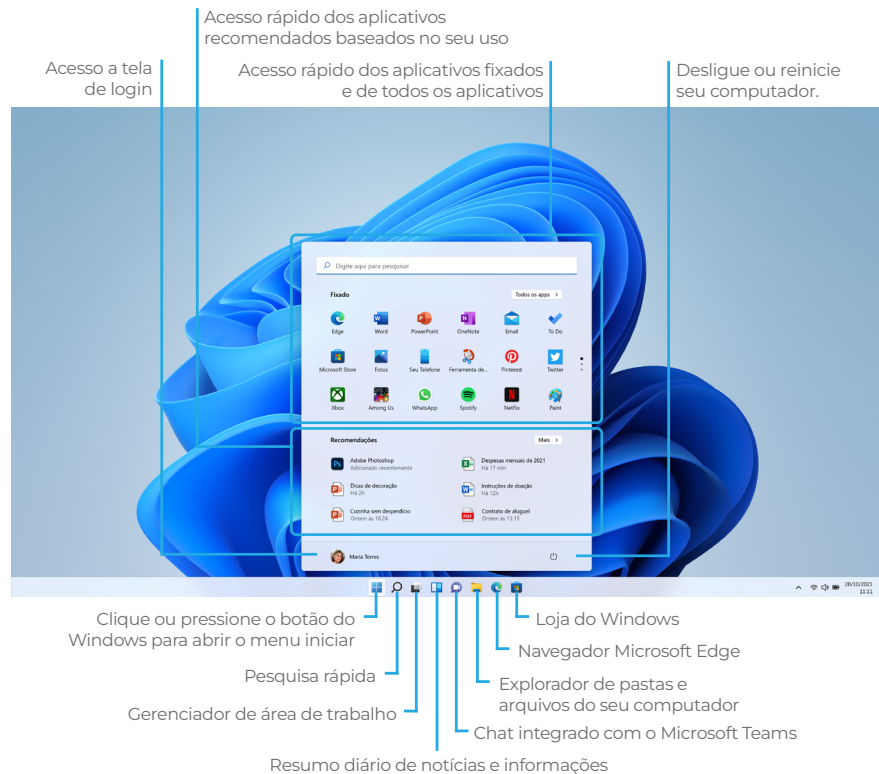 Acesso rápido dos aplicativos
recomendados baseados no seu uso
Acesso a tela
de login
Acesso rápido dos aplicativos fixados
e de todos os aplicativos
Desligue ou reinicie
seu computador.
Digite aqui para pesquisar
Fixado
Todos os apps >
Edge
Word
PowerPoint
OneNote
Email
To Do
Microsoft Store
Fotos
Seu Telefone
Ferramenta de...
Pinterest
Twitter
Xbox
Among Us
WhatsApp
Spotify
Netflix
Paint
Recomendações
Mais >
Adobe Photoshop
Adicionado recentemente
Despesas mensais de 2021
Há 17 min
Dicas de decoração
Há 2h
Instruções de doação
Há 12h
Cozinha sem desperdício
Ontem às 16:24
Contrato de aluguel
Ontem às 13:15
Maria Torres
20/10/2021
11:11
Clique ou pressione o botão do
Windows para abrir o menu iniciar
Loja do Windows
Navegador Microsoft Edge
Pesquisa rápida
Explorador de pastas e
arquivos do seu computador
Gerenciador de área de trabalho
Chat integrado com o Microsoft Teams
Resumo diário de notícias e informações